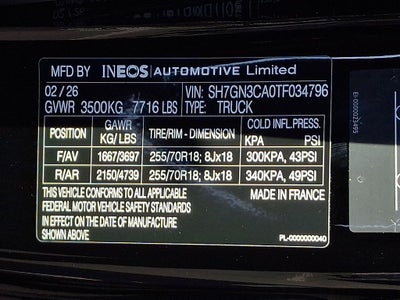 MFD BY INEOS | AUTOMOTIVE Limited
02 / 26 VIN: SH7GN3CA0TF034796
GVWR 3500KG 7716 LBS TYPE: TRUCK
POSITION GAWR KG/ LBS TIRE/RIM - DIMENSION COLD INFL.PRESS. KPA PSI
F/AV 1667/3697 255/70R18; 8Jx18 300KPA, 43PSI
R/AR 2150/4739 255/70R18; 8Jx18 340KPA, 49PSI
THIS VEHICLE CONFORMS TO ALL APPLICABLE MADE IN FRANCE
FEDERAL MOTOR VEHICLE SAFETY STANDARDS
IN EFFECT ON THE DATE OF MANUFACTURE
SHOWN ABOVE
PL-0000000040